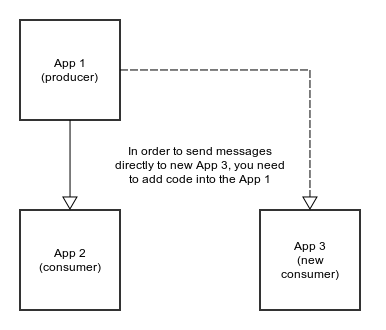 App 1
(producer)
In order to send messages
directly to new App 3, you need
to add code into the App 1
App 2
(consumer)
App 3
(new
consumer)